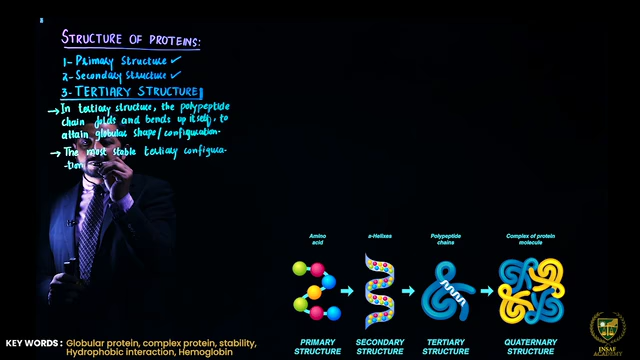 STRUCTURE OF PROTEINS:
1- Primary Structure ✓
2- Secondary Structure ✓
3- TERTIARY STRUCTURE
→ In tertiary structure, the polypeptide
chain folds and bends up itself, to
attain globular shape/configuration.
→ The most stable tertiary configura-
-tion
Amino
acid
α-Helixes
Polypeptide
chains
Complex of protein
molecule
PRIMARY
STRUCTURE
SECONDARY
STRUCTURE
TERTIARY
STRUCTURE
QUATERNARY
STRUCTURE
KEY WORDS : Globular protein, complex protein, stability,
Hydrophobic interaction, Hemoglobin
INSAF
ACADEMY